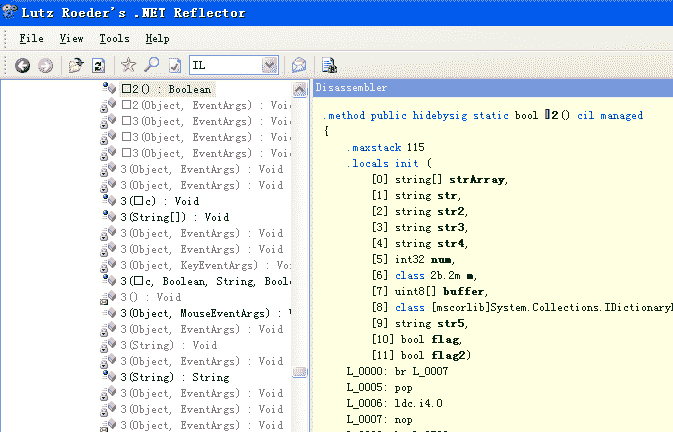 Lutz Roeder's .NET Reflector
File View Tools Help
IL
□2() : Boolean
□2(Object, EventArgs) : Void
□2(Object, EventArgs) : Void
□3(Object, EventArgs) : Void
□3(Object, EventArgs) : Void
3(Object, EventArgs) : Void
3(Object, EventArgs) : Void
3(□c) : Void
3(String[]) : Void
3(Object, EventArgs) : Void
3(Object, EventArgs) : Void
3(Object, KeyEventArgs) : Vo
3(□c, Boolean, String, Bool
3() : Void
3(Object, MouseEventArgs) :
3(Object, EventArgs) : Void
3(String) : Void
3(Object, EventArgs) : Void
3(String) : String
3(Object, EventArgs) : Void
3(Object, EventArgs) : Void
3(Object, EventArgs) : Void
Disassembler
.method public hidebysig static bool □2() cil managed
{
.maxstack 115
.locals init (
[0] string[] strArray,
[1] string str,
[2] string str2,
[3] string str3,
[4] string str4,
[5] int32 num,
[6] class 2b.2m m,
[7] uint8[] buffer,
[8] class [mscorlib]System.Collections.IDictionary
[9] string str5,
[10] bool flag,
[11] bool flag2)
L_0000: br L_0007
L_0005: pop
L_0006: ldc.i4.0
L_0007: nop